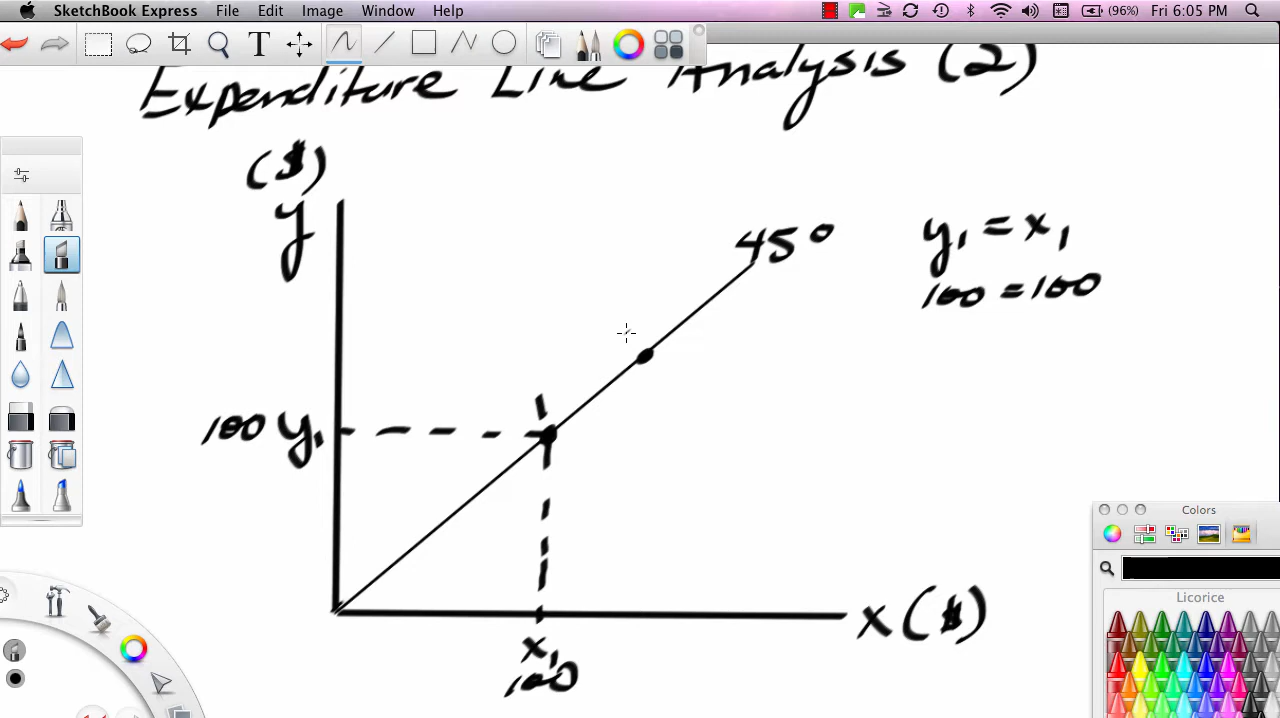 SketchBook Express File Edit Image Window Help (96%) Fri 6:05 PM
T
Expenditure Line Analysis (2)
($)
y
45°
y₁ = x₁
100 = 100
100 y₁
Colors
Licorice
x ($)
x₁
100